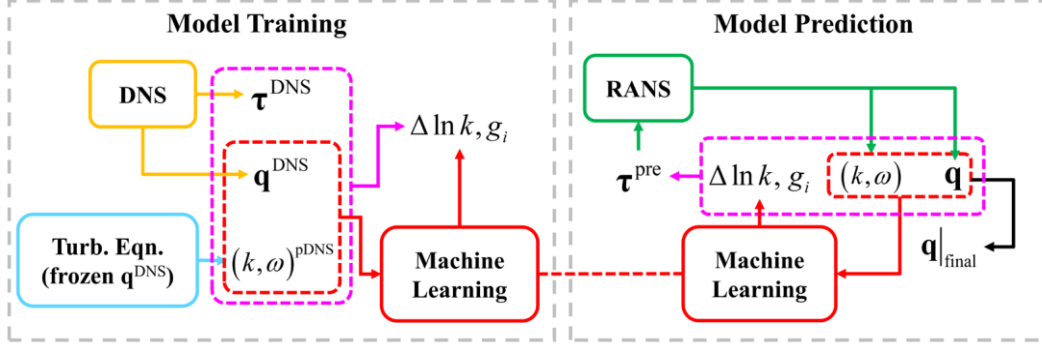 Model Training
DNS
τ^DNS
Δ ln k, g_i
q^DNS
Turb. Eqn.
(frozen q^DNS)
(k, ω)^pDNS
Machine
Learning
Model Prediction
RANS
τ^pre
Δ ln k, g_i
(k, ω)
q
q|_final
Machine
Learning